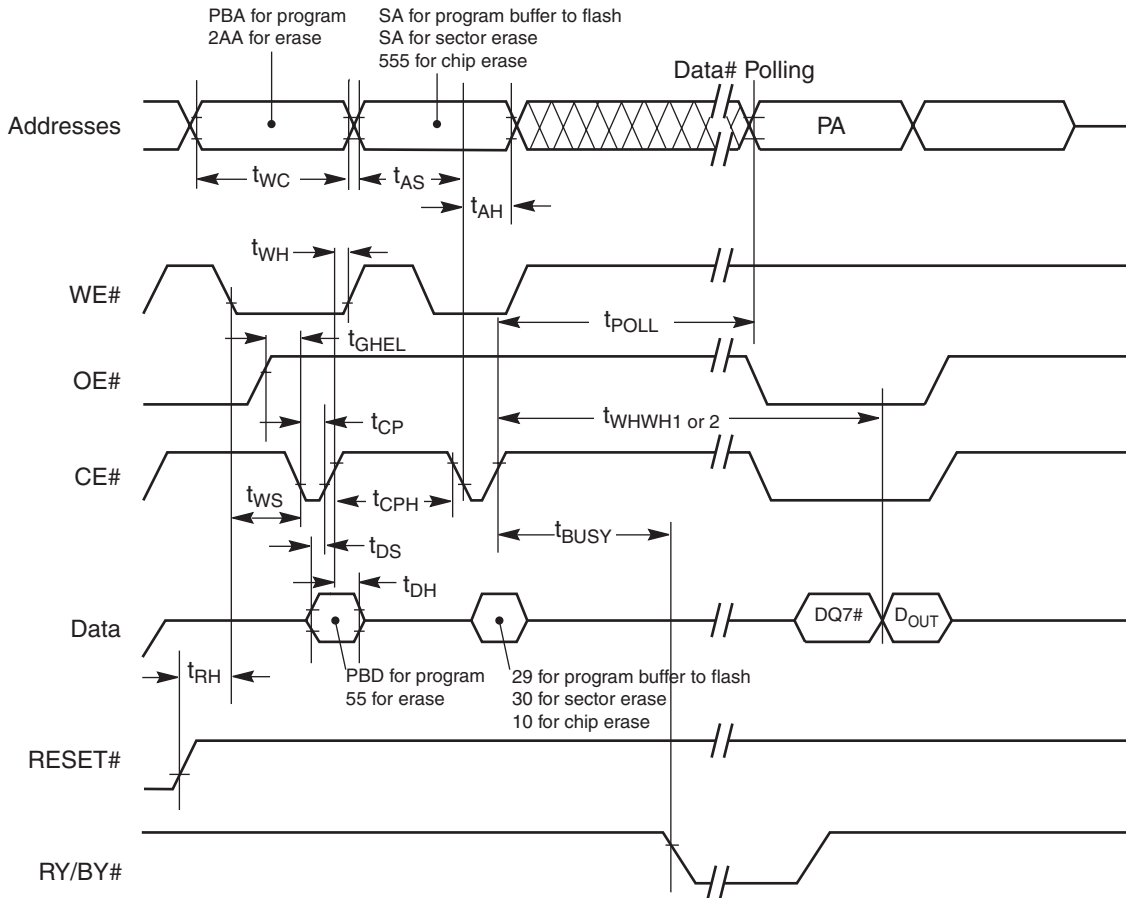 PBA for program
2AA for erase
SA for program buffer to flash
SA for sector erase
555 for chip erase
Data# Polling
Addresses
PA
tWC
tAS
tAH
tWH
WE#
tPOLL
tGHEL
OE#
tWHWH1 or 2
tCP
CE#
tWS
tCPH
tBUSY
tDS
tDH
Data
DQ7#
DOUT
tRH
PBD for program
55 for erase
29 for program buffer to flash
30 for sector erase
10 for chip erase
RESET#
RY/BY#